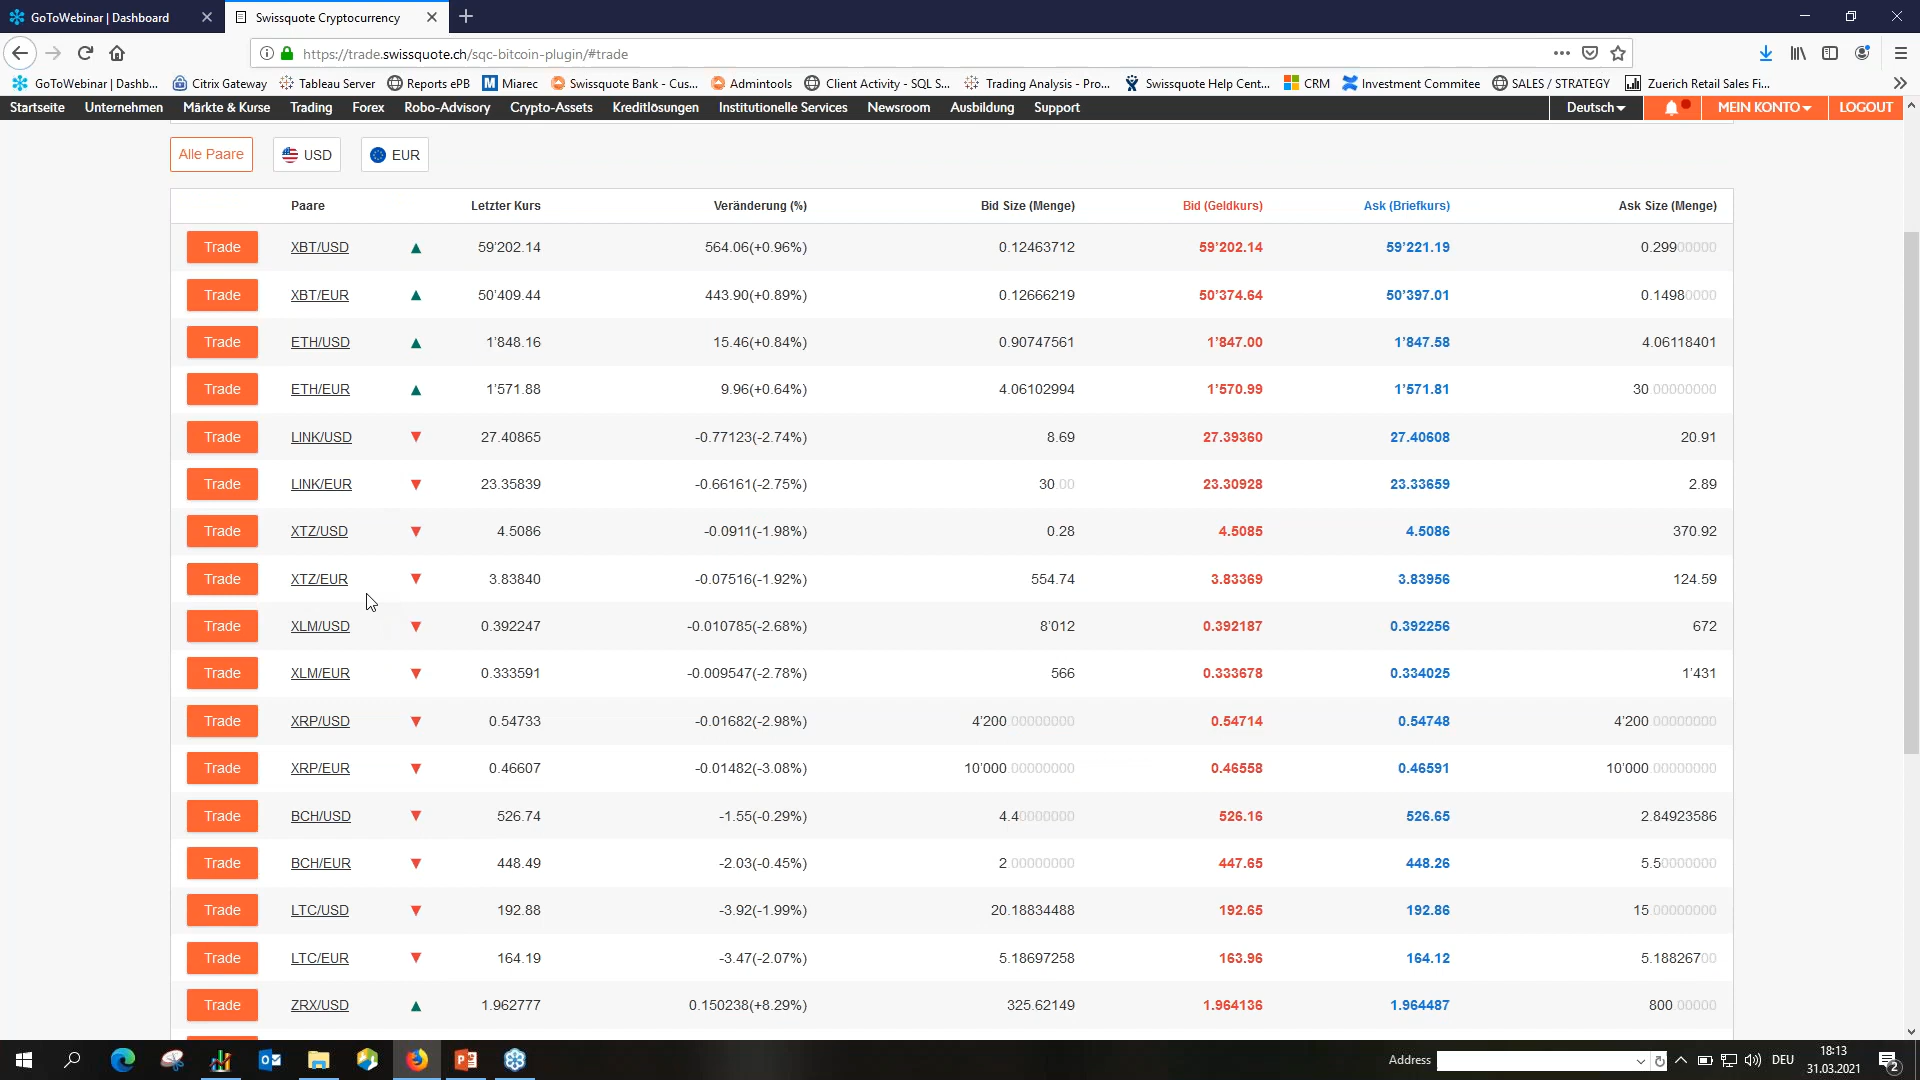 GoToWebinar | Dashboard
Swissquote Cryptocurrency
https://trade.swissquote.ch/sqc-bitcoin-plugin/#trade
GoToWebinar | Dashb... Citrix Gateway Tableau Server Reports ePB Miarec Swissquote Bank - Cus... Admintools Client Activity - SQL S... Trading Analysis - Pro... Swissquote Help Cent... CRM Investment Commitee SALES / STRATEGY Zuerich Retail Sales Fi...
Startseite Unternehmen Märkte & Kurse Trading Forex Robo-Advisory Crypto-Assets Kreditlösungen Institutionelle Services Newsroom Ausbildung Support Deutsch MEIN KONTO LOGOUT
Alle Paare USD EUR
Paare Letzter Kurs Veränderung (%) Bid Size (Menge) Bid (Geldkurs) Ask (Briefkurs) Ask Size (Menge)
Trade XBT/USD 59'202.14 564.06(+0.96%) 0.12463712 59'202.14 59'221.19 0.29900000
Trade XBT/EUR 50'409.44 443.90(+0.89%) 0.12666219 50'374.64 50'397.01 0.14980000
Trade ETH/USD 1'848.16 15.46(+0.84%) 0.90747561 1'847.00 1'847.58 4.06118401
Trade ETH/EUR 1'571.88 9.96(+0.64%) 4.06102994 1'570.99 1'571.81 30.00000000
Trade LINK/USD 27.40865 -0.77123(-2.74%) 8.69 27.39360 27.40608 20.91
Trade LINK/EUR 23.35839 -0.66161(-2.75%) 30.00 23.30928 23.33659 2.89
Trade XTZ/USD 4.5086 -0.0911(-1.98%) 0.28 4.5085 4.5086 370.92
Trade XTZ/EUR 3.83840 -0.07516(-1.92%) 554.74 3.83369 3.83956 124.59
Trade XLM/USD 0.392247 -0.010785(-2.68%) 8'012 0.392187 0.392256 672
Trade XLM/EUR 0.333591 -0.009547(-2.78%) 566 0.333678 0.334025 1'431
Trade XRP/USD 0.54733 -0.01682(-2.98%) 4'200.00000000 0.54714 0.54748 4'200.00000000
Trade XRP/EUR 0.46607 -0.01482(-3.08%) 10'000.00000000 0.46558 0.46591 10'000.00000000
Trade BCH/USD 526.74 -1.55(-0.29%) 4.40000000 526.16 526.65 2.84923586
Trade BCH/EUR 448.49 -2.03(-0.45%) 2.00000000 447.65 448.26 5.50000000
Trade LTC/USD 192.88 -3.92(-1.99%) 20.18834488 192.65 192.86 15.00000000
Trade LTC/EUR 164.19 -3.47(-2.07%) 5.18697258 163.96 164.12 5.18826700
Trade ZRX/USD 1.962777 0.150238(+8.29%) 325.62149 1.964136 1.964487 800.00000
Address DEU 18:13
31.03.2021
2